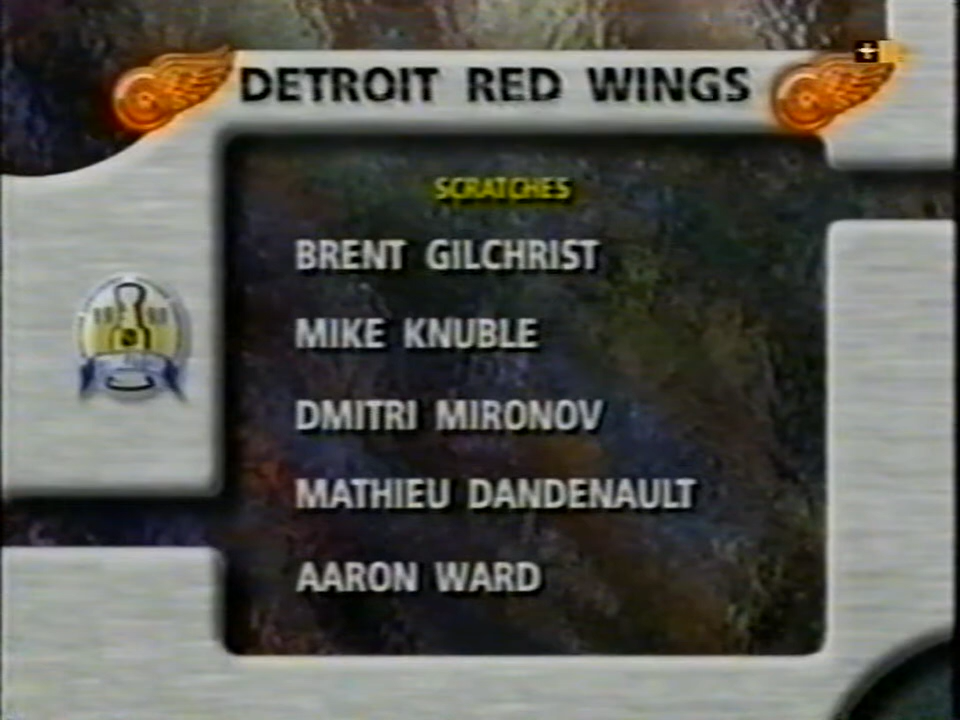 DETROIT RED WINGS
SCRATCHES
BRENT GILCHRIST
MIKE KNUBLE
DMITRI MIRONOV
MATHIEU DANDENAULT
AARON WARD